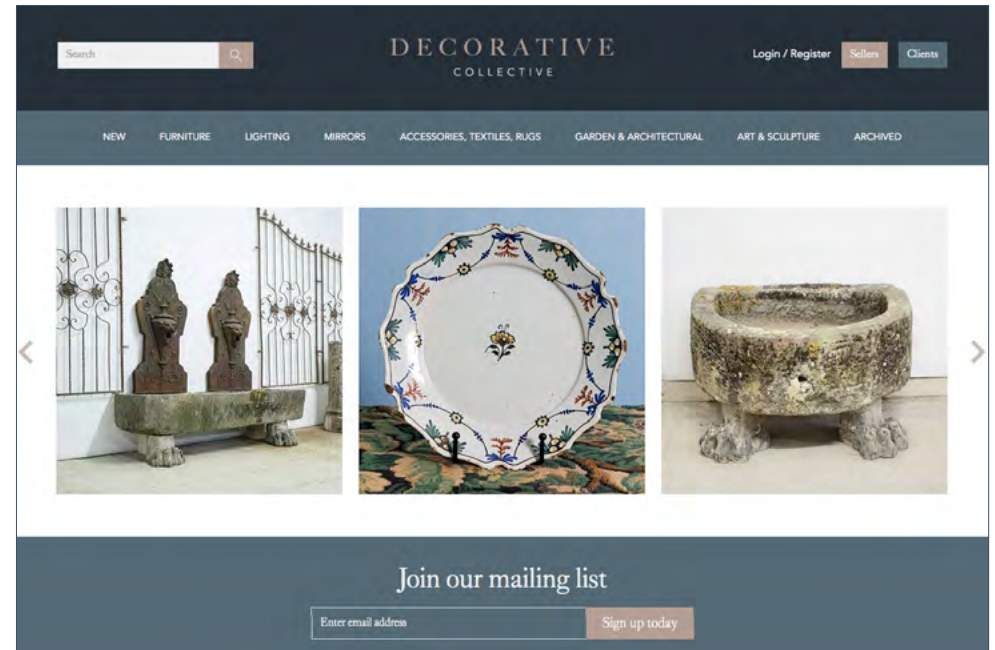 Search
DECORATIVE
COLLECTIVE
Login / Register
Sellers
Clients
NEW
FURNITURE
LIGHTING
MIRRORS
ACCESSORIES, TEXTILES, RUGS
GARDEN & ARCHITECTURAL
ART & SCULPTURE
ARCHIVED
Join our mailing list
Enter email address
Sign up today